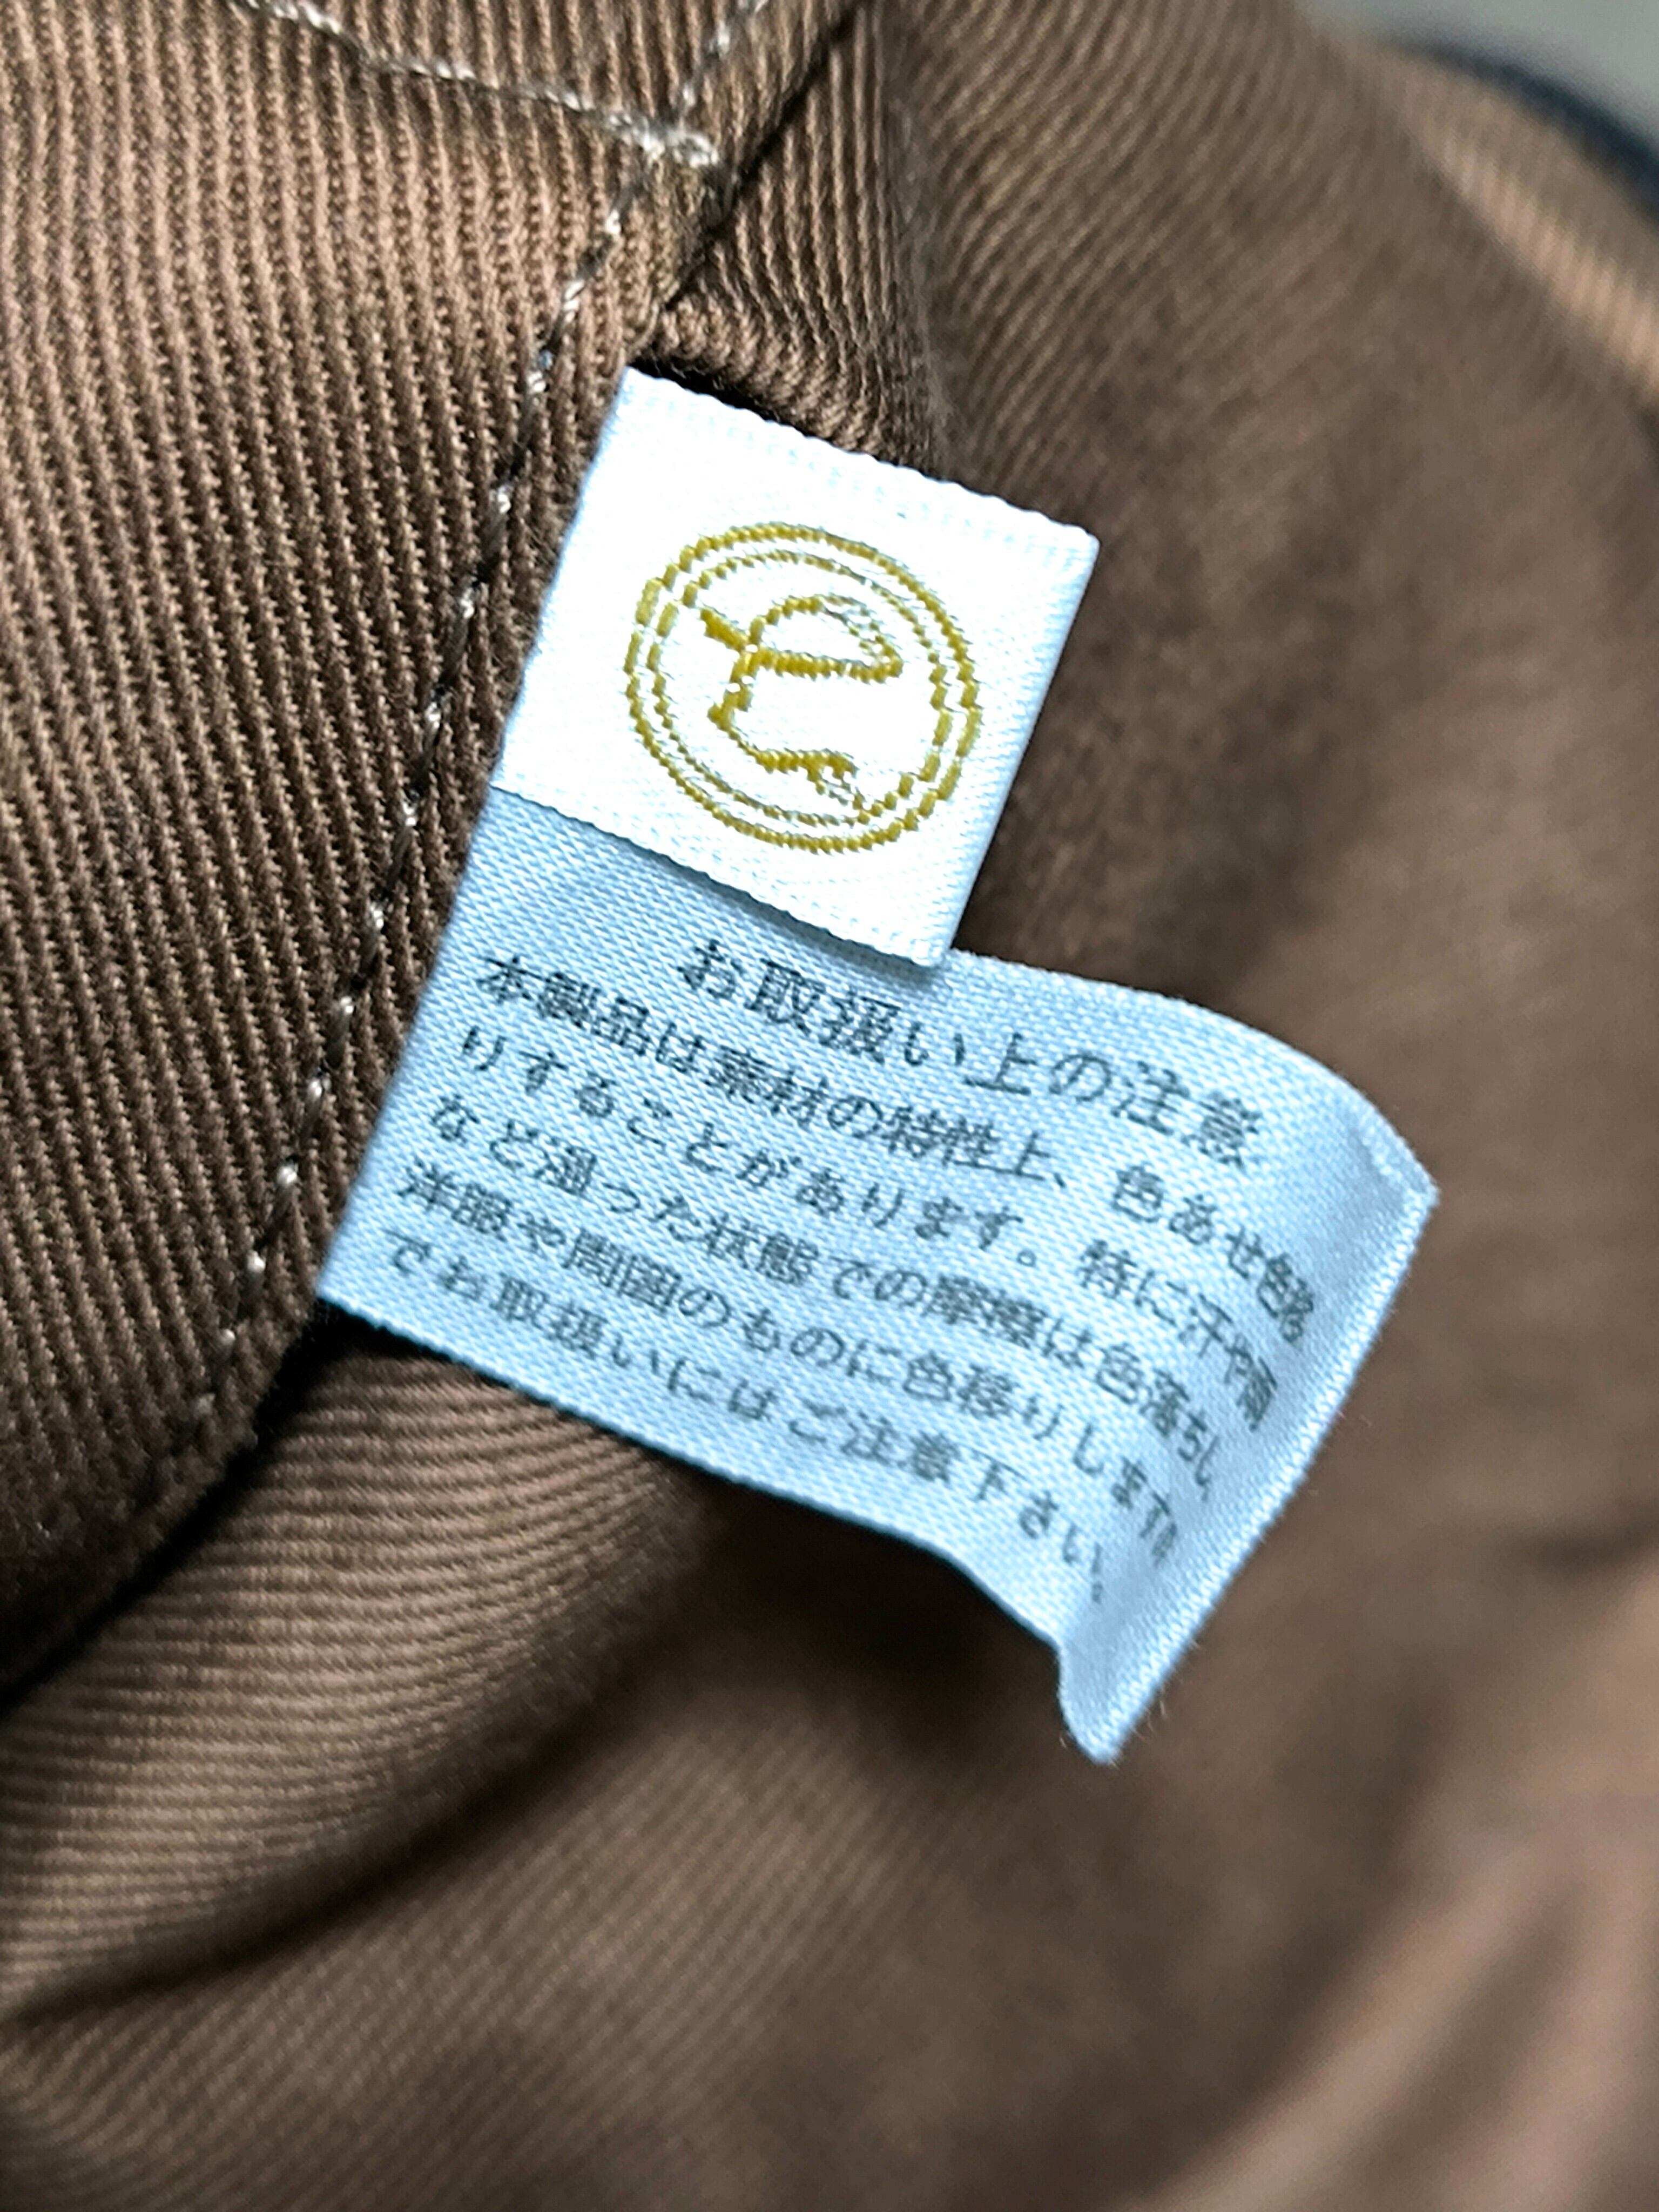 e
お取扱い上の注意
本製品は素材の特性上、色あせ色移
りすることがあります。特に汗や雨
など湿った状態での摩擦は色落ちし、
洋服や周囲のものに色移りしますの
でお取扱いにはご注意下さい。